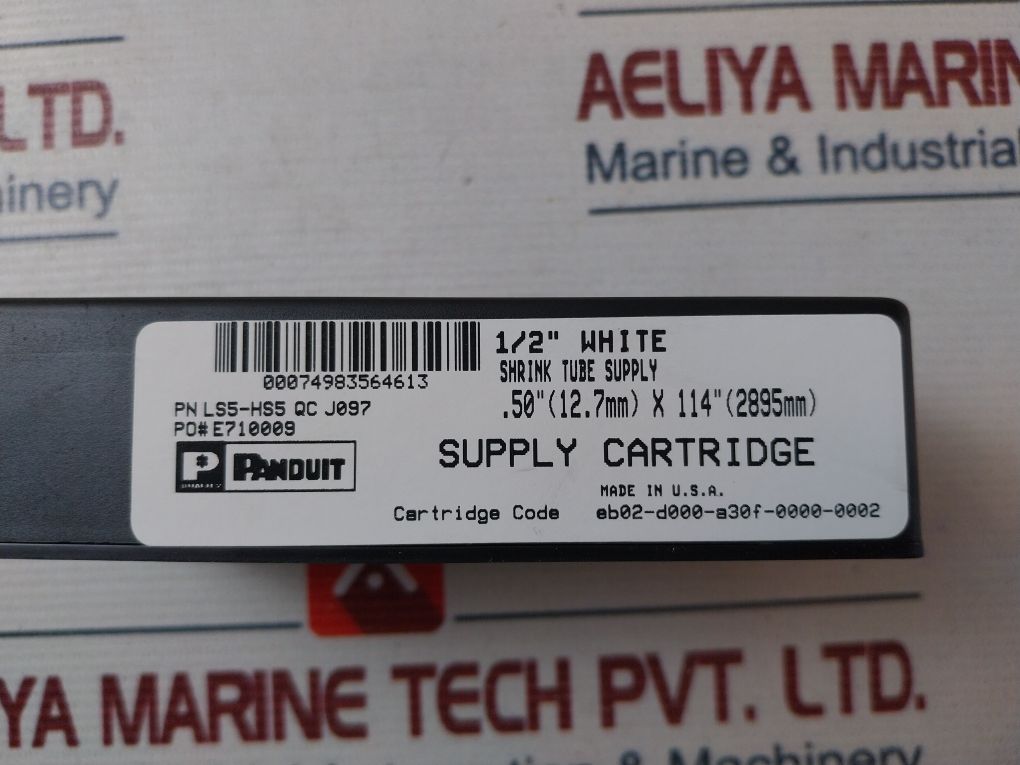 LTD.
AELIYA MARIN
Marine & Industrial
inery
00074983564613
PN LS5-HS5 QC J097
PO# E710009
P PANDUIT
1/2" WHITE
SHRINK TUBE SUPPLY
.50"(12.7mm) X 114"(2895mm)
SUPPLY CARTRIDGE
MADE IN U.S.A.
Cartridge Code eb02-d000-a30f-0000-0002
YA MARINE TECH PVT. LTD.
& Machinery